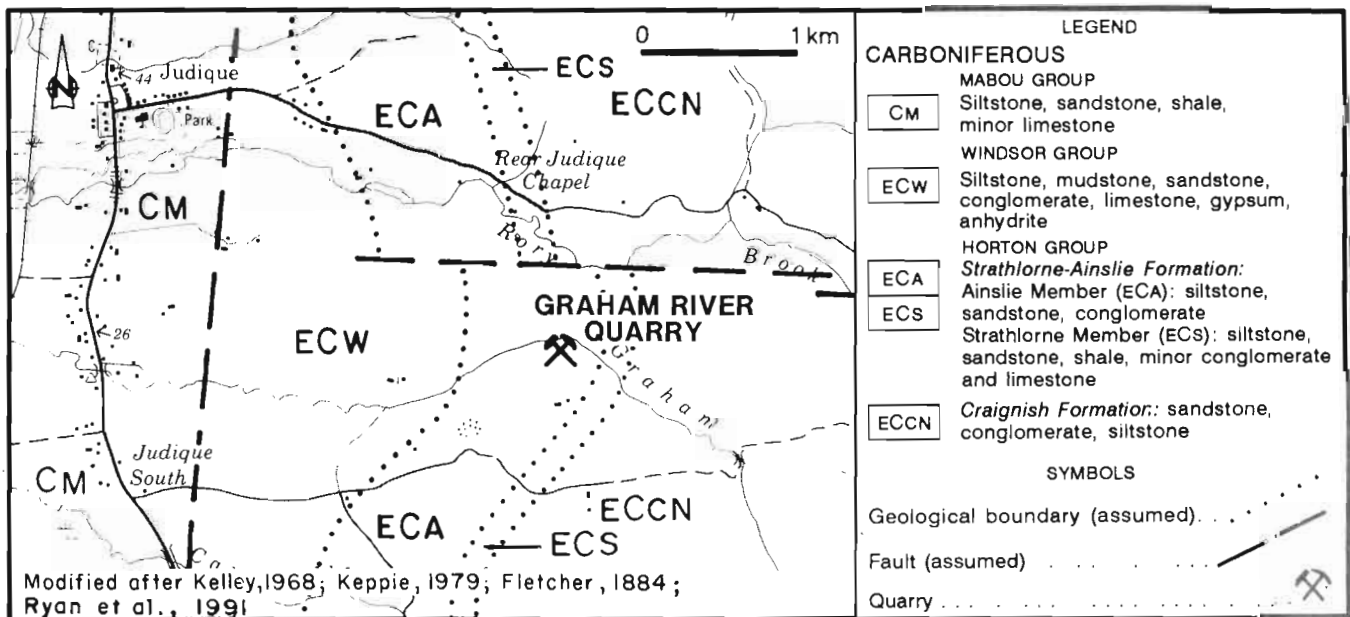 0 1 km
44 Judique
Park
ECS
ECA
ECCN
Rear Judique
Chapel
CM
Rory
Brook
GRAHAM RIVER
QUARRY
ECW
26
Graham
Judique
South
CM
ECCN
ECA
ECS
Ca
Modified after Kelley, 1968; Keppie, 1979; Fletcher, 1884;
Ryan et al., 1991
N
LEGEND
CARBONIFEROUS
MABOU GROUP
CM Siltstone, sandstone, shale,
minor limestone
WINDSOR GROUP
ECW Siltstone, mudstone, sandstone,
conglomerate, limestone, gypsum,
anhydrite
HORTON GROUP
ECA Strathlorne-Ainslie Formation:
Ainslie Member (ECA): siltstone,
ECS sandstone, conglomerate
Strathlorne Member (ECS): siltstone,
sandstone, shale, minor conglomerate
and limestone
ECCN Craignish Formation: sandstone,
conglomerate, siltstone
SYMBOLS
Geological boundary (assumed)
Fault (assumed)
Quarry